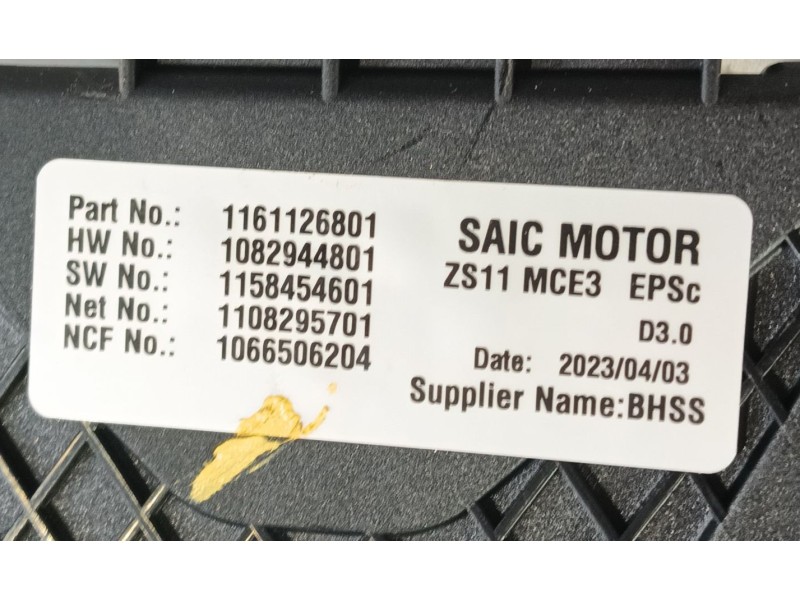 Part No.: 1161126801
HW No.: 1082944801
SW No.: 1158454601
Net No.: 1108295701
NCF No.: 1066506204
SAIC MOTOR
ZS11 MCE3 EPSc
D3.0
Date: 2023/04/03
Supplier Name:BHSS